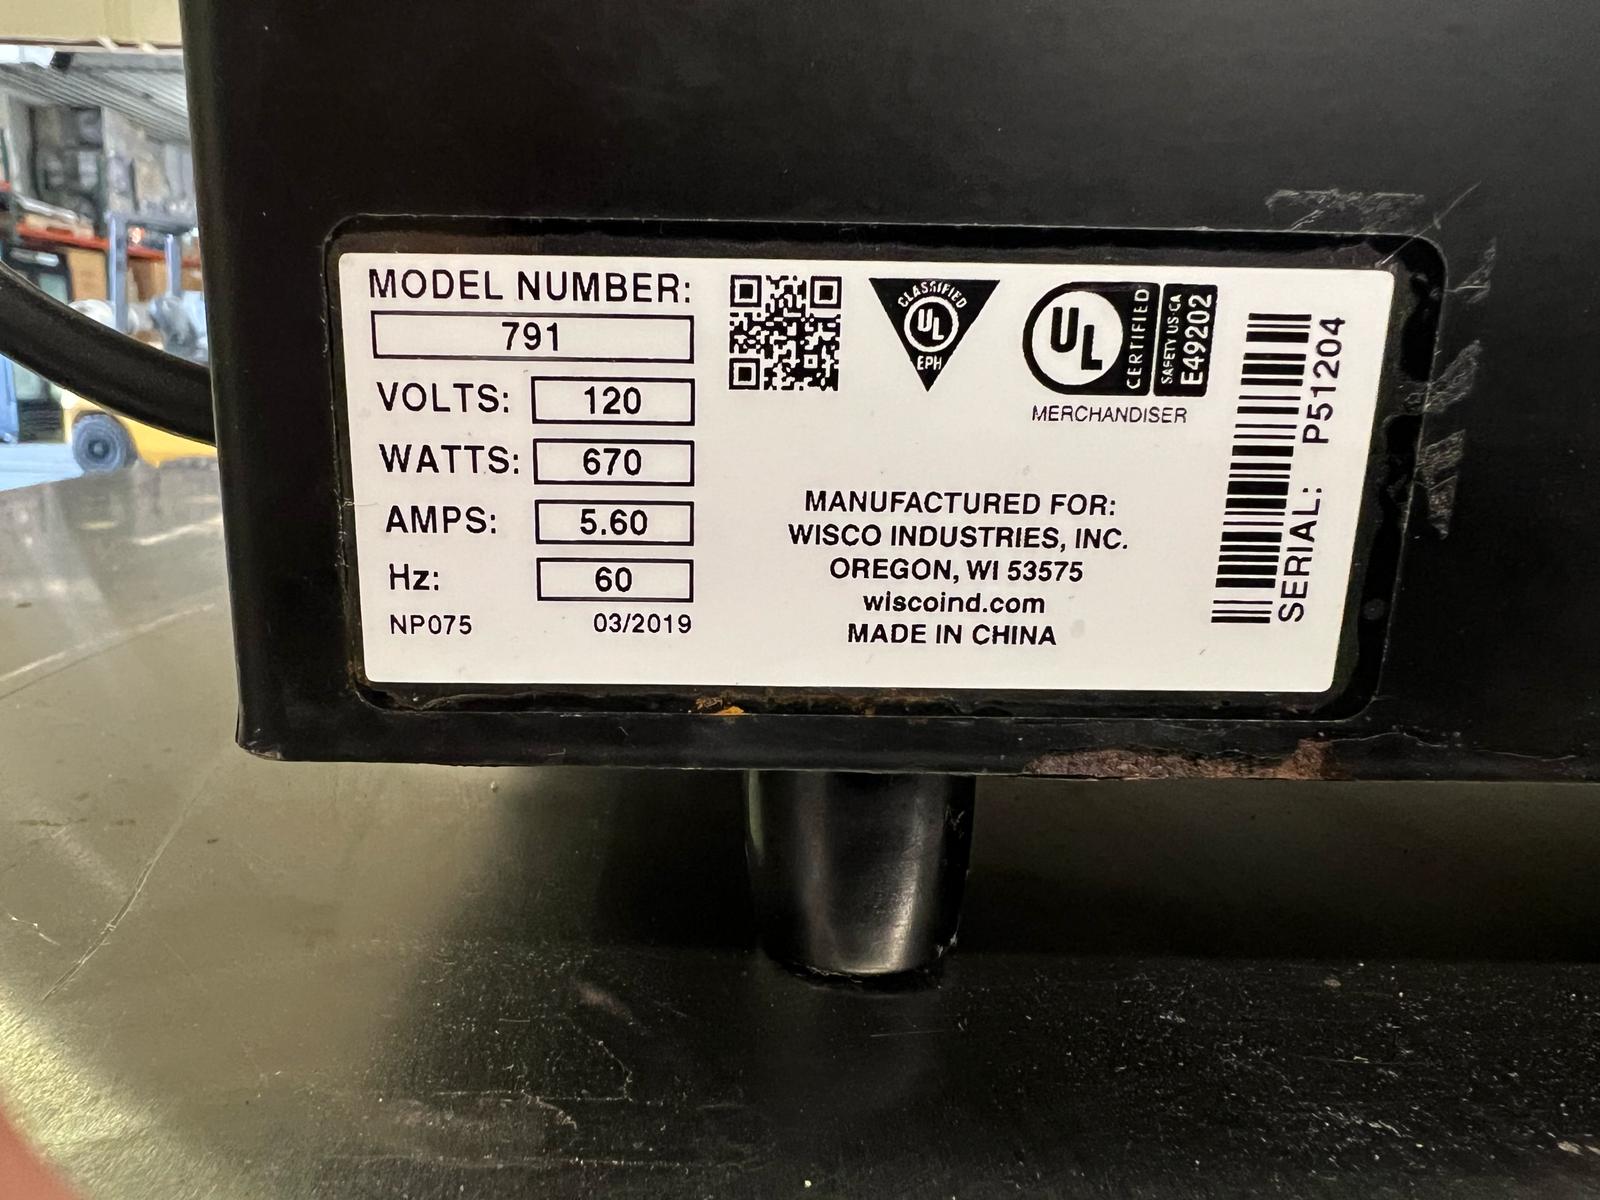 MODEL NUMBER:
791
VOLTS: 120
WATTS: 670
AMPS: 5.60
Hz: 60
NP075 03/2019
CLASSIFIED
UL
EPH
UL
CERTIFIED
SAFETY US-CA
E49202
MERCHANDISER
MANUFACTURED FOR:
WISCO INDUSTRIES, INC.
OREGON, WI 53575
wiscoind.com
MADE IN CHINA
SERIAL: P51204